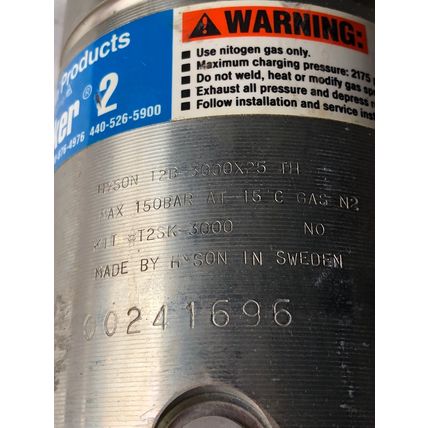 Products
® 2
4976 440-526-5900
WARNING:
■ Use nitogen gas only.
■ Maximum charging pressure: 2175
■ Do not weld, heat or modify gas
■ Exhaust all pressure and depress
■ Follow installation and service
HYSON T2B-3000X25 TH
MAX 150BAR AT 15°C GAS N2
KIT #T2SK-3000 NO
MADE BY HYSON IN SWEDEN
00241696